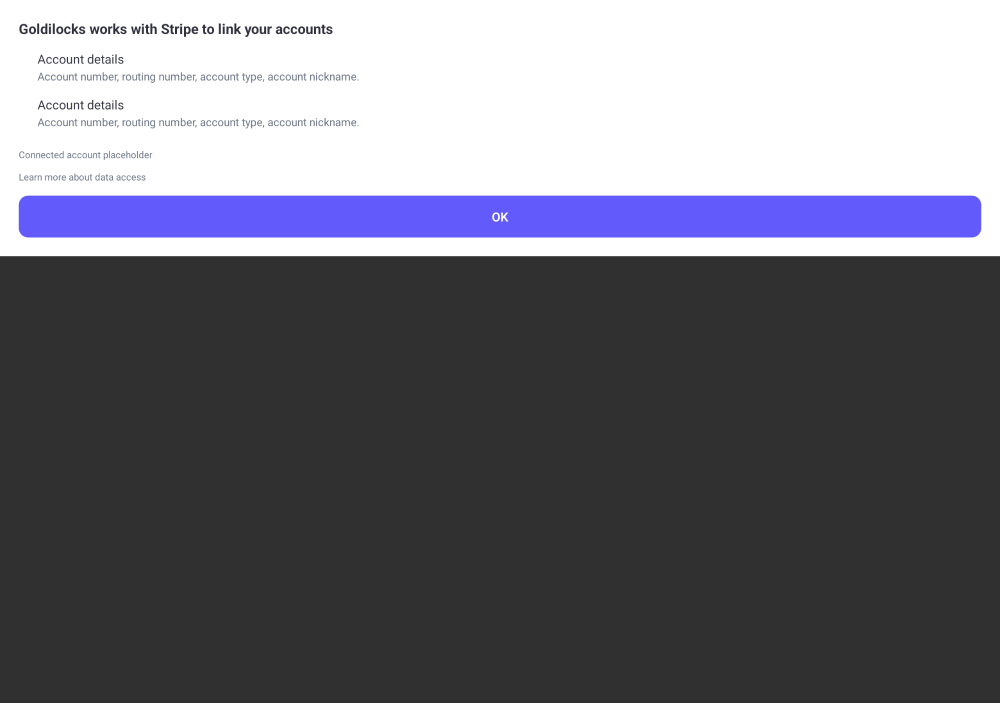 Goldilocks works with Stripe to link your accounts
Account details
Account number, routing number, account type, account nickname.
Account details
Account number, routing number, account type, account nickname.
Connected account placeholder
Learn more about data access
OK